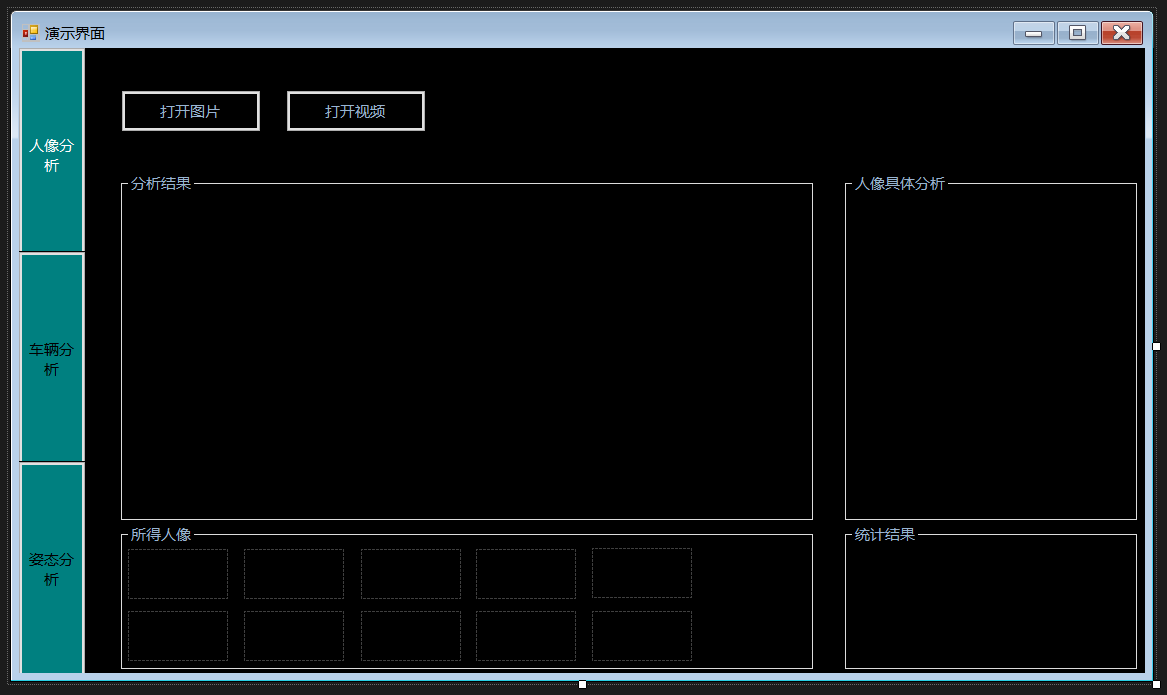 演示界面
人像分
析
车辆分
析
姿态分
析
打开图片
打开视频
分析结果
人像具体分析
所得人像
统计结果